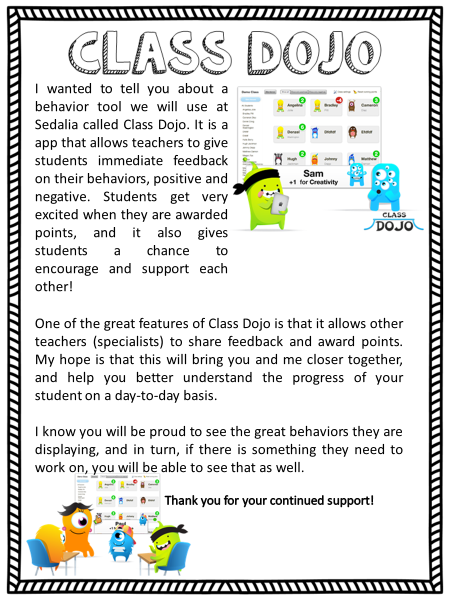 CLASS DOJO
I wanted to tell you about a
behavior tool we will use at
Sedalia called Class Dojo. It is a
app that allows teachers to give
students immediate feedback
on their behaviors, positive and
negative. Students get very
excited when they are awarded
points, and it also gives
students a chance to
encourage and support each
other!
Angelina
Bradley
Cameron
Daniel
Hugh
Johnny
Matthew
Sam
+1 for Creativity
CLASS
DOJO
One of the great features of Class Dojo is that it allows other
teachers (specialists) to share feedback and award points.
My hope is that this will bring you and me closer together,
and help you better understand the progress of your
student on a day-to-day basis.
I know you will be proud to see the great behaviors they are
displaying, and in turn, if there is something they need to
work on, you will be able to see that as well.
Thank you for your continued support!